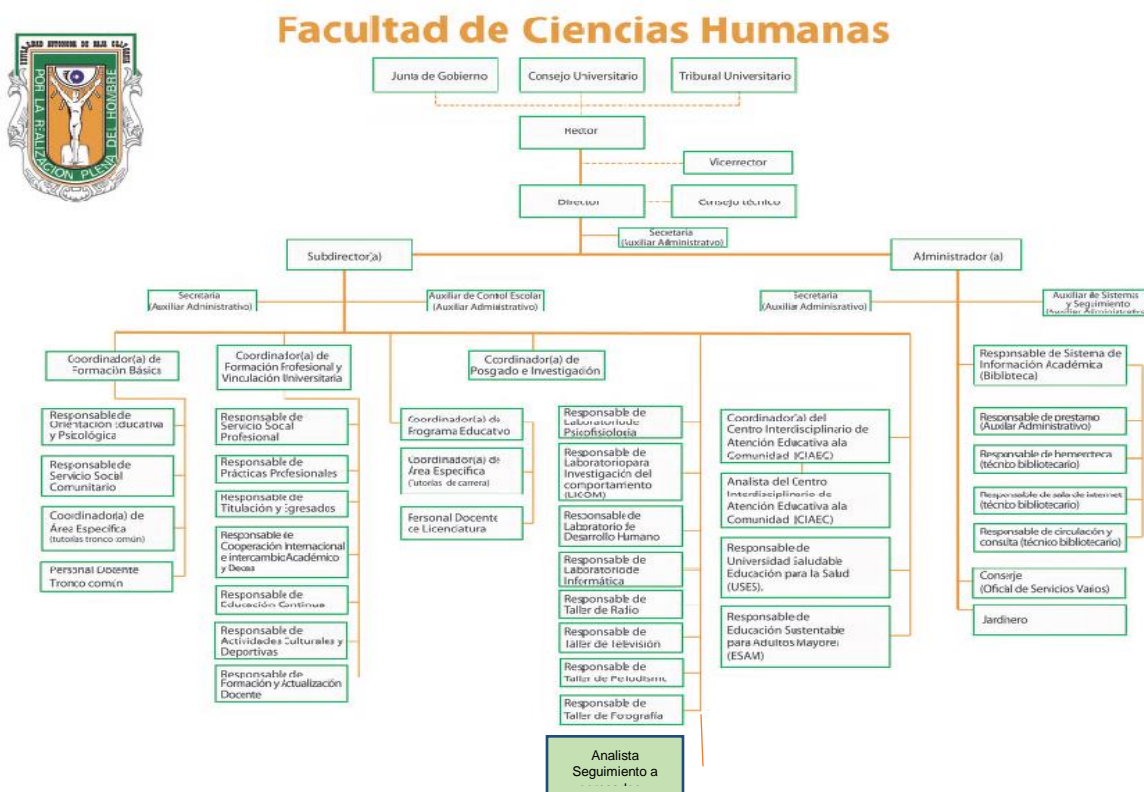 Facultad de Ciencias Humanas
POR LA REALIZACION PLENA DEL HOMBRE
Junta de Gobierno
Consejo Universitario
Tribunal Universitario
Rector
Vicerrector
Director
Consejo técnico
Secretaria
(Auxiliar Administratvo)
Subdirector(a)
Administrador (a)
Secretaria
(Auxiliar Administrativo)
Auxiliar de Control Escolar
(Auxiliar Administrativo)
Secretaria
(Auxiliar Administrativo)
Auxiliar de Sistema
y Seguimiento
(Auxiliar Administrativo
Coordinador(a) de
Formación Básica
Coordinador(a) de
Formación Profesional y
Vinculación Universitaria
Coordinador(a) de
Posgrado e Investigación
Responsable de
Orientación Educativa
y Psicológica
Responsable de
Servicio Social
Comunitario
Coordinador(a) de
Área Específica
(tutorías tronco común)
Personal Docente
Tronco común
Responsable de
Servicio Social
Profesional
Responsable de
Prácticas Profesionales
Responsable de
Titulación y Egresados
Responsable de
Cooperación Internacional
e intercambio Académico
y Becas
Responsable de
Educación Continua
Responsable de
Actividades Culturales y
Deportivas
Responsable de
Formación y Actualización
Docente
Coordinador(a) de
Programa Educatvo
Coordinador(a) de
Área Específica
(Tutorías de carrera)
Personal Docente
de Licenciatura
Responsable de
Laboratorio de
Psicofisiología
Responsable de
Laboratorio para
Investigación del
comportamiento
(LICOM)
Responsable de
Laboratorio de
Desarrollo Humano
Responsable de
Laboratorio de
Informática
Responsable de
Taller de Radio
Responsable de
Taller de Televisión
Responsable de
Taller de Periodismo
Responsable de
Taller de Fotografía
Analista
Seguimiento a
Coordinador(a) del
Centro Interdisciplinario de
Atención Educativa a la
Comunidad (CIAEC)
Analista del Centro
Interdisciplinario de
Atención Educativa a la
Comunidad (CIAEC)
Responsable de
Universidad Saludable
Educación para la Salud
(USES).
Responsable de
Educación Sustentable
para Adultos Mayores
(ESAM)
Responsable de Sistema de
Información Académica
(Biblioteca)
Responsable de prestamo
(Auxiliar Administrativo)
Responsable de hemeroteca
(técnico bibliotecario)
Responsable de sala de internet
(técnico bibliotecario)
Responsable de circulación y
consulta (técnico bibliotecario)
Conserje
(Oficial de Servicios Varios)
Jardinero